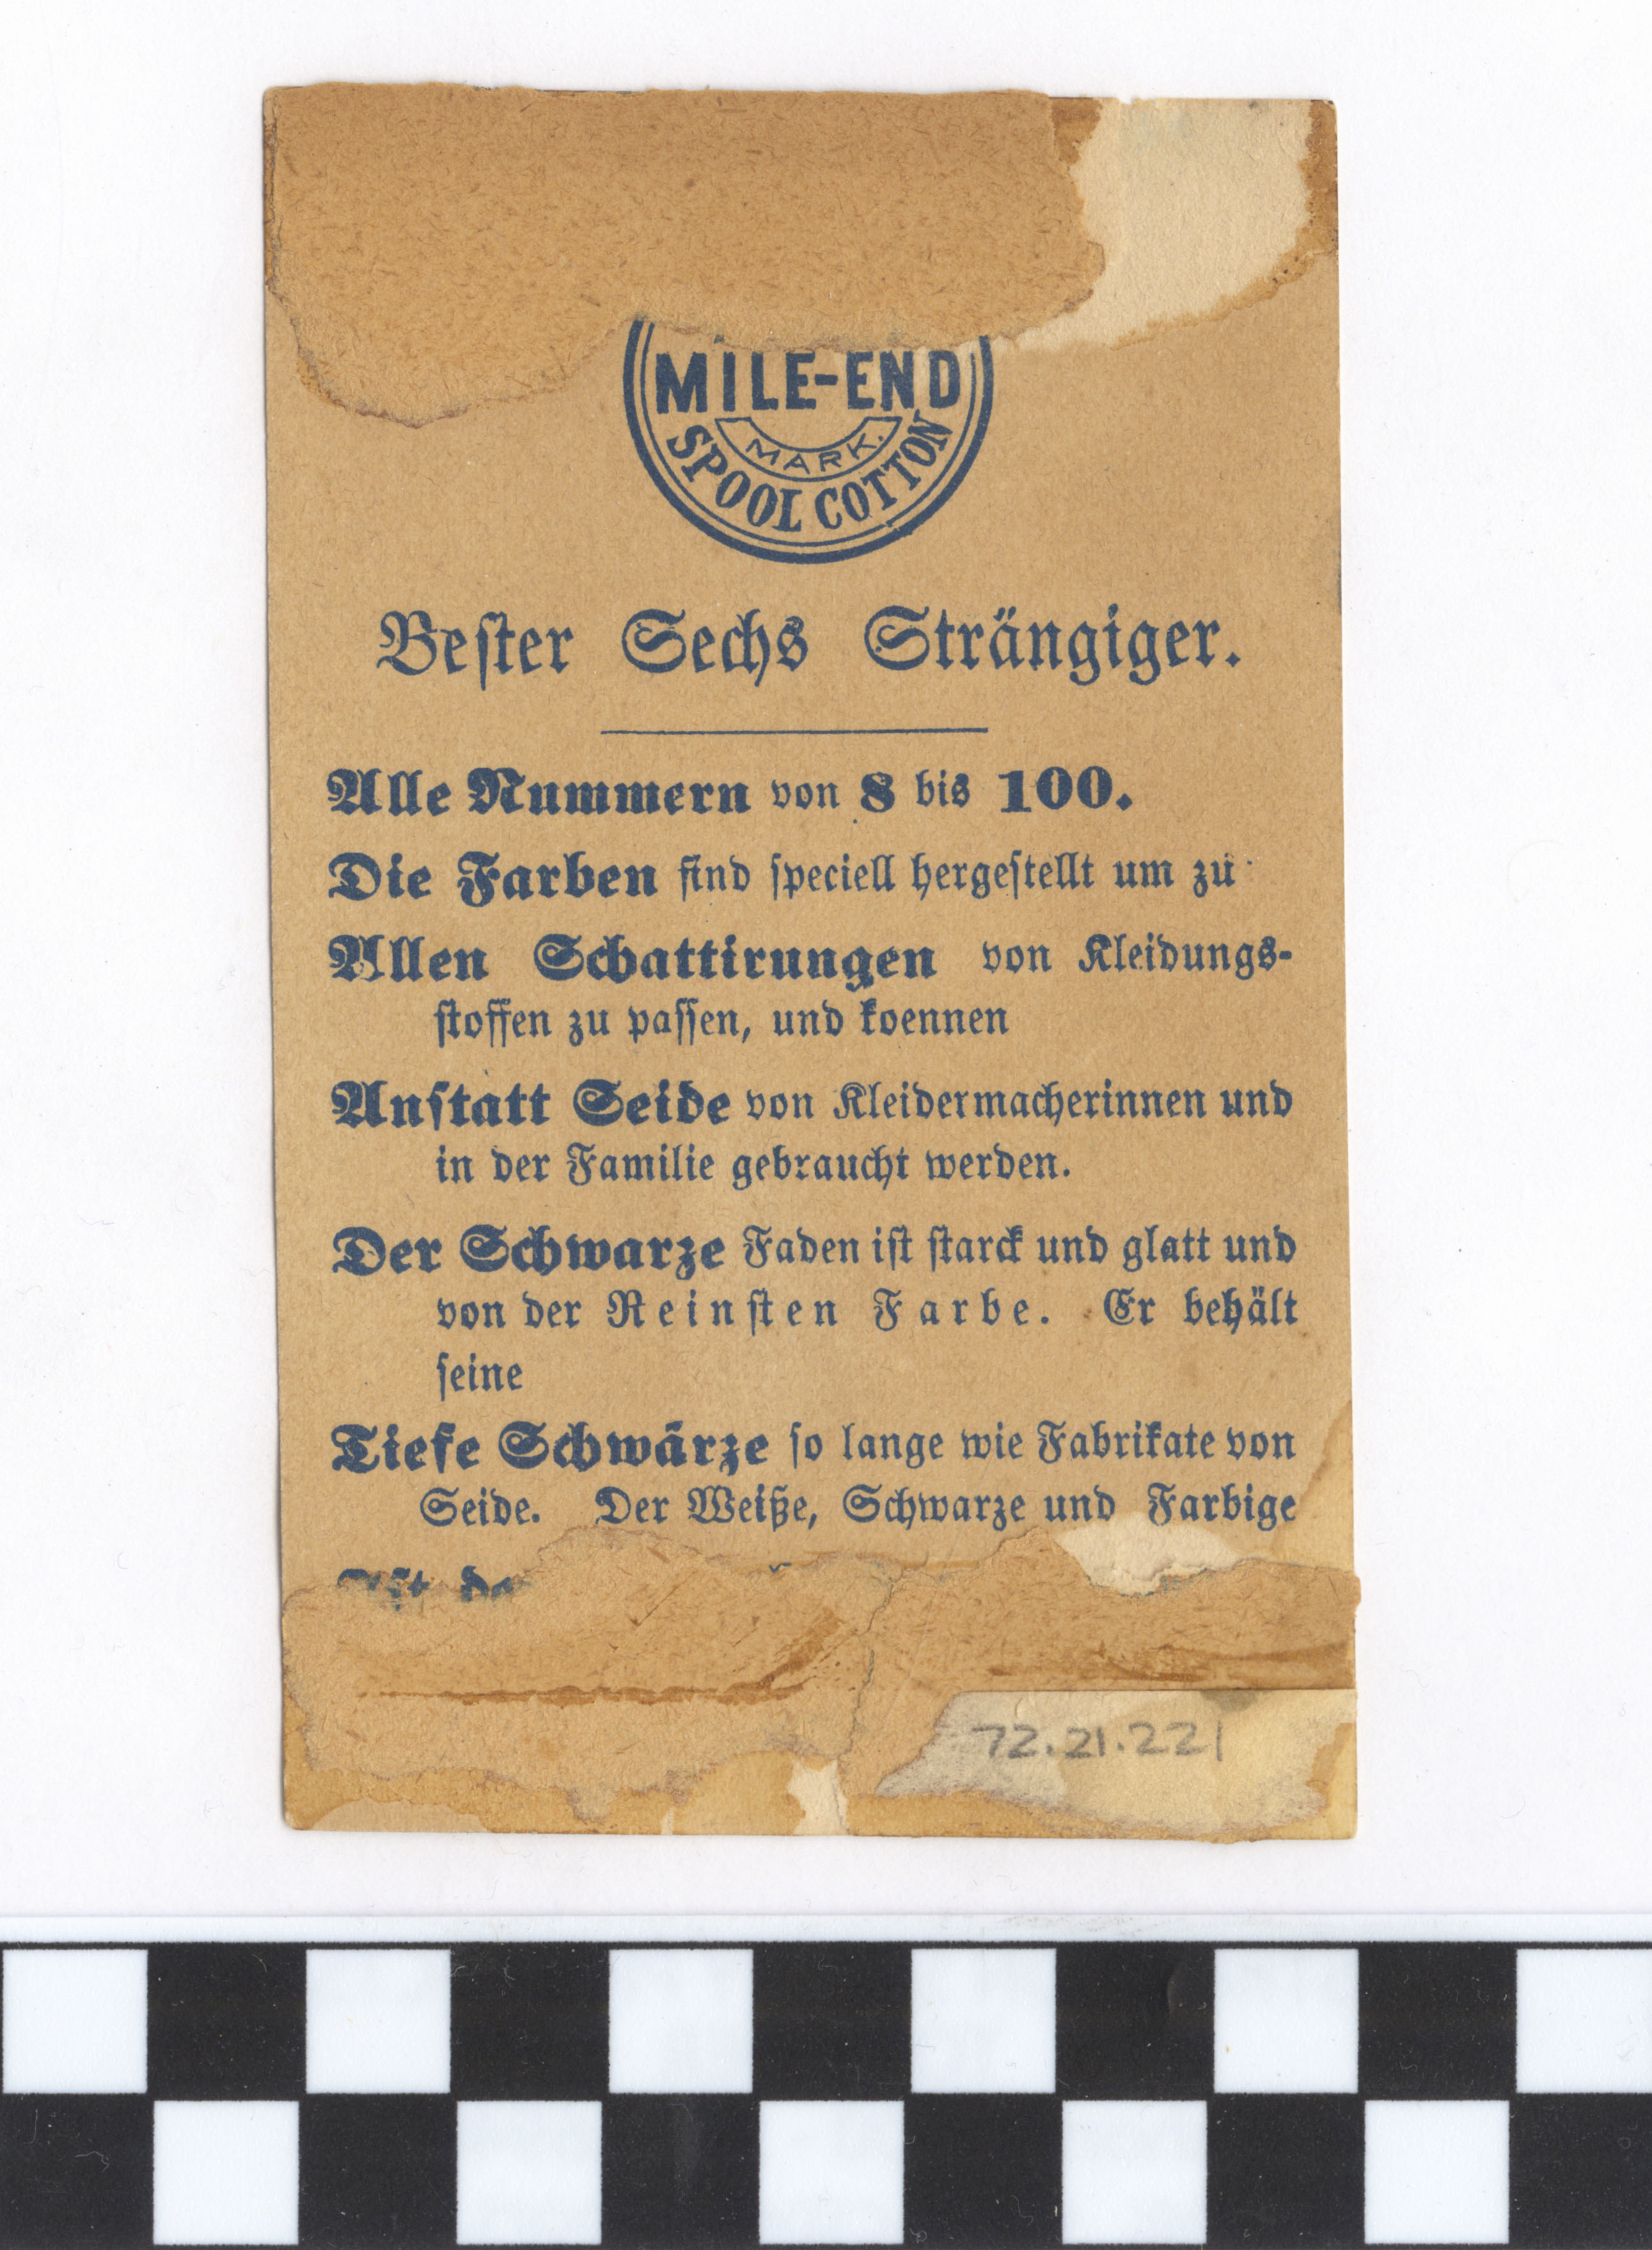 MILE-END
MARK.
SPOOL COTTON
Bester Sechs Strängiger.
Alle Nummern von 8 bis 100.
Die Farben sind speciell hergestellt um zu
Allen Schattirungen von Kleidungs-
stoffen zu passen, und koennen
Anstatt Seide von Kleidermacherinnen und
in der Familie gebraucht werden.
Der Schwarze Faden ist starck und glatt und
von der Reinsten Farbe. Er behält
seine
Tiefe Schwärze so lange wie Fabrikate von
Seide. Der Weiße, Schwarze und Farbige
72.21.221